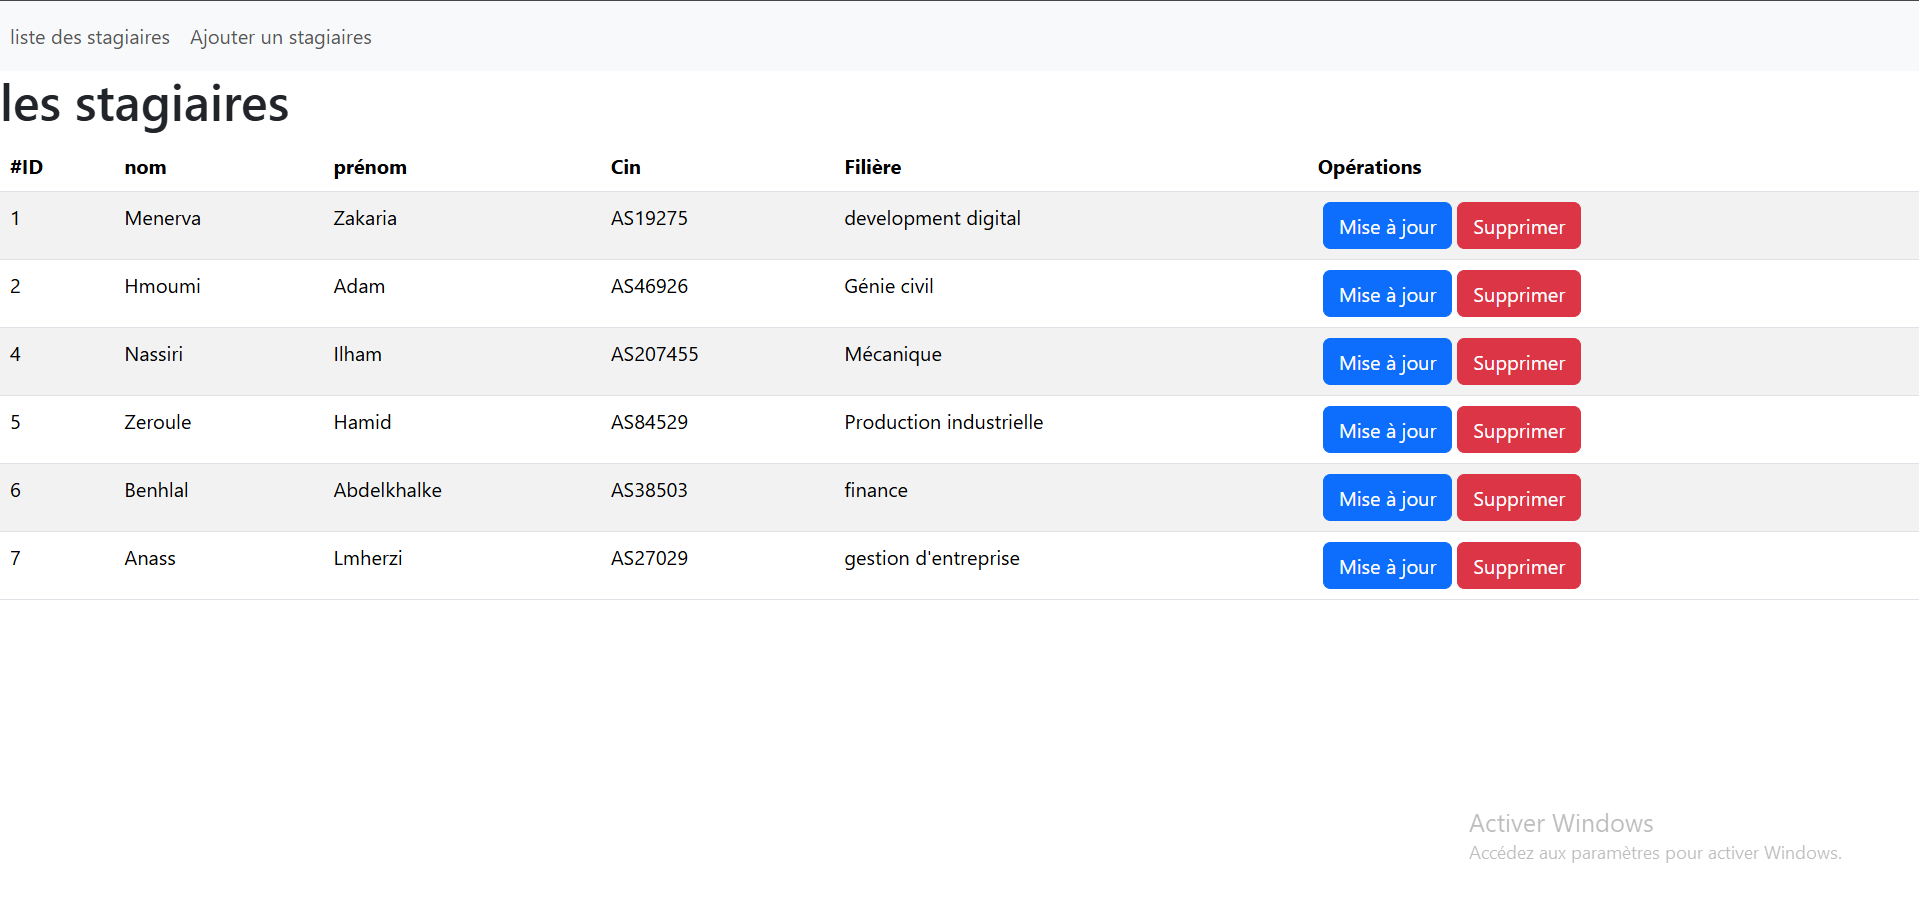 liste des stagiaires Ajouter un stagiaires
les stagiaires
#ID nom prénom Cin Filière Opérations
1 Menerva Zakaria AS19275 development digital Mise à jour Supprimer
2 Hmoumi Adam AS46926 Génie civil Mise à jour Supprimer
4 Nassiri Ilham AS207455 Mécanique Mise à jour Supprimer
5 Zeroule Hamid AS84529 Production industrielle Mise à jour Supprimer
6 Benhlal Abdelkhalke AS38503 finance Mise à jour Supprimer
7 Anass Lmherzi AS27029 gestion d'entreprise Mise à jour Supprimer
Activer Windows
Accédez aux paramètres pour activer Windows.